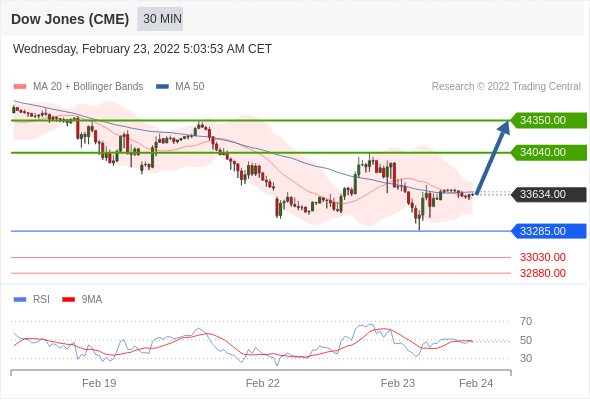 Dow Jones (CME) 30 MIN
Wednesday, February 23, 2022 5:03:53 AM CET
MA 20 + Bollinger Bands MA 50 Research © 2022 Trading Central
34350.00
34040.00
33634.00
33285.00
33030.00
32880.00
RSI 9MA
70
50
30
Feb 19 Feb 22 Feb 23 Feb 24